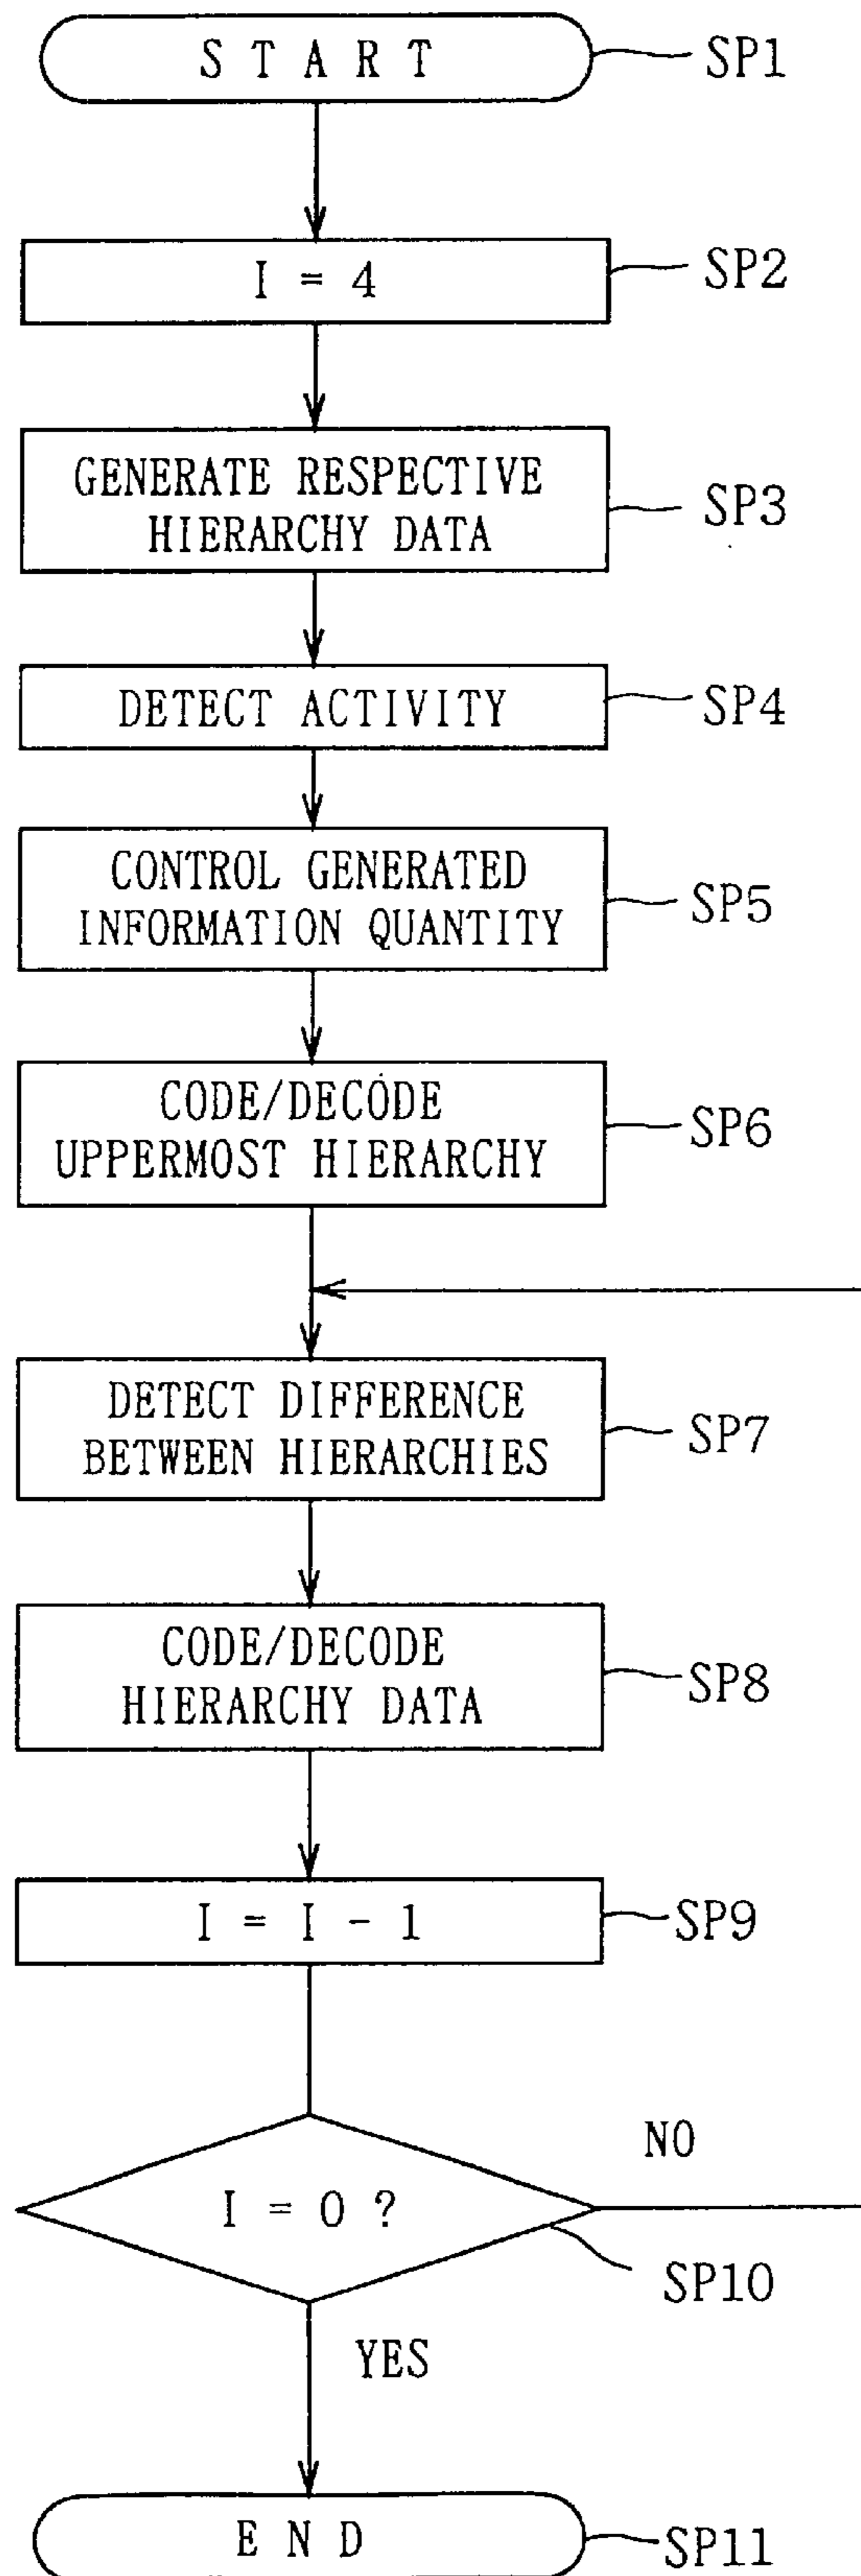 START
SP1
I = 4
SP2
GENERATE RESPECTIVE
HIERARCHY DATA
SP3
DETECT ACTIVITY
SP4
CONTROL GENERATED
INFORMATION QUANTITY
SP5
CODE/DECODE
UPPERMOST HIERARCHY
SP6
DETECT DIFFERENCE
BETWEEN HIERARCHIES
SP7
CODE/DECODE
HIERARCHY DATA
SP8
I = I - 1
SP9
NO
I = 0 ?
SP10
YES
END
SP11